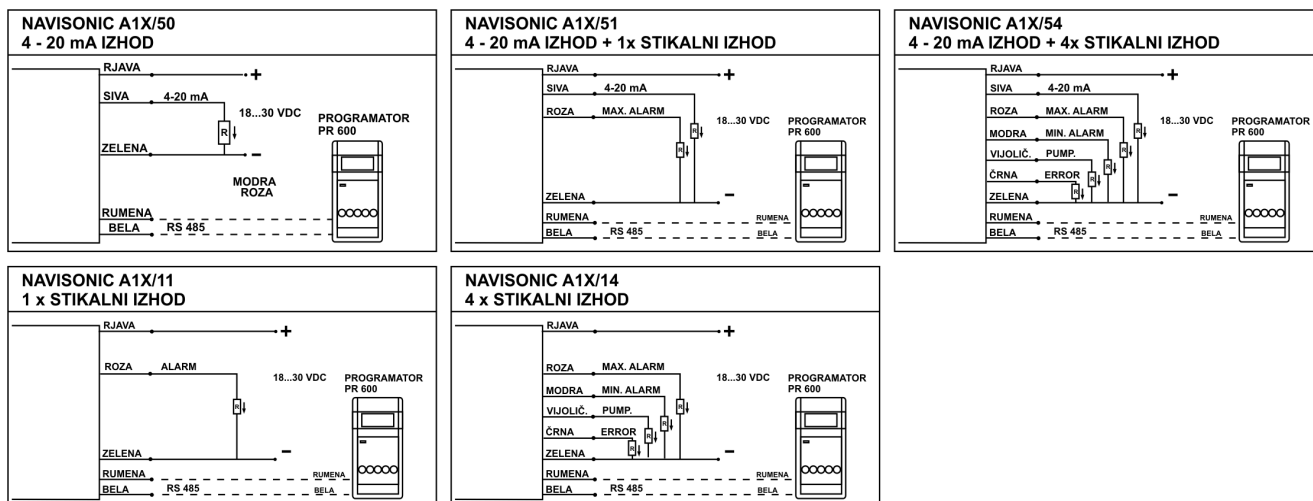 NAVISONIC A1X/50
4 - 20 mA IZHOD
RJAVA
+
SIVA 4-20 mA
18...30 VDC
R
PROGRAMATOR
PR 600
ZELENA
−
MODRA
ROZA
RUMENA
BELA RS 485
NAVISONIC A1X/51
4 - 20 mA IZHOD + 1x STIKALNI IZHOD
RJAVA
+
SIVA 4-20 mA
ROZA MAX. ALARM
18...30 VDC
PROGRAMATOR
PR 600
R
R
ZELENA
−
RUMENA RUMENA
BELA RS 485 BELA
NAVISONIC A1X/54
4 - 20 mA IZHOD + 4x STIKALNI IZHOD
RJAVA
+
SIVA 4-20 mA
ROZA MAX. ALARM
18...30 VDC
PROGRAMATOR
PR 600
R
MODRA MIN. ALARM
R
VIJOLIČ. PUMP.
R
ČRNA ERROR
R
R
ZELENA
−
RUMENA RUMENA
BELA RS 485 BELA
NAVISONIC A1X/11
1 x STIKALNI IZHOD
RJAVA
+
ROZA ALARM
18...30 VDC
PROGRAMATOR
PR 600
R
ZELENA
−
RUMENA RUMENA
BELA RS 485 BELA
NAVISONIC A1X/14
4 x STIKALNI IZHOD
RJAVA
+
ROZA MAX. ALARM
18...30 VDC
PROGRAMATOR
PR 600
MODRA MIN. ALARM
R
VIJOLIČ. PUMP.
R
ČRNA ERROR
R
R
ZELENA
−
RUMENA RUMENA
BELA RS 485 BELA